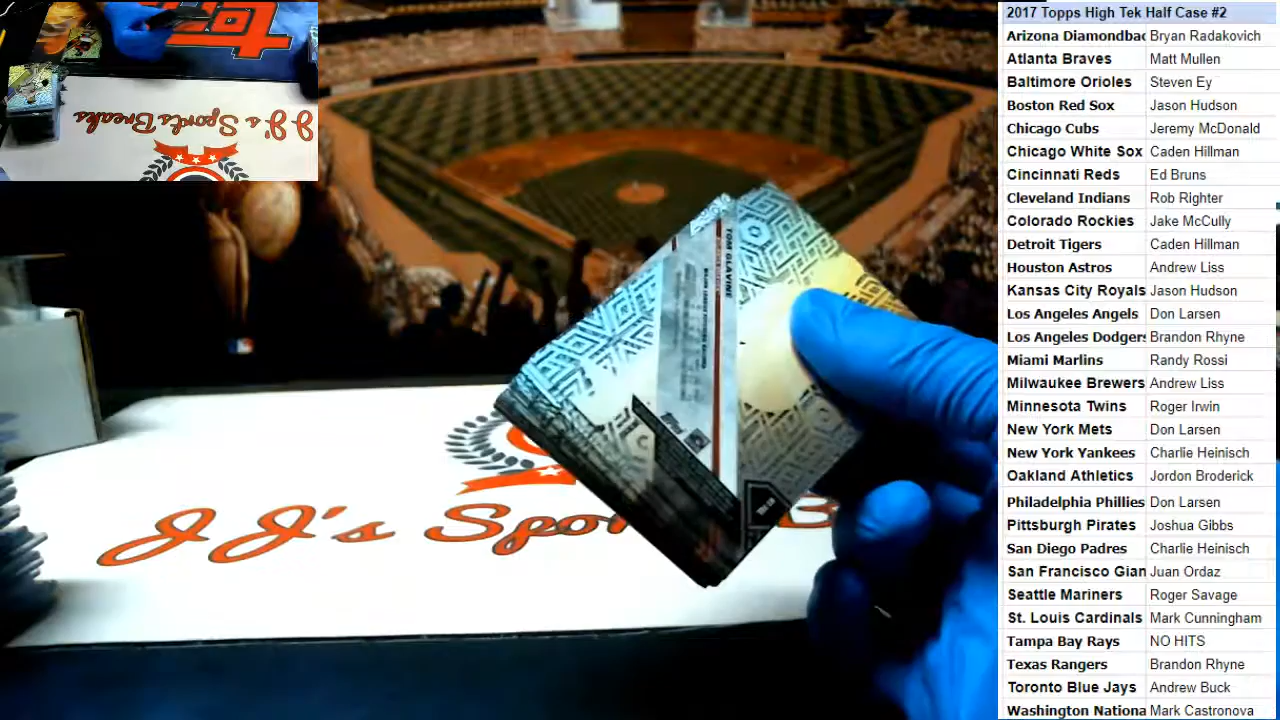 2017 Topps High Tek Half Case #2
Arizona Diamondbac Bryan Radakovich
Atlanta Braves Matt Mullen
Baltimore Orioles Steven Ey
Boston Red Sox Jason Hudson
Chicago Cubs Jeremy McDonald
Chicago White Sox Caden Hillman
Cincinnati Reds Ed Bruns
Cleveland Indians Rob Righter
Colorado Rockies Jake McCully
Detroit Tigers Caden Hillman
Houston Astros Andrew Liss
Kansas City Royals Jason Hudson
Los Angeles Angels Don Larsen
Los Angeles Dodgers Brandon Rhyne
Miami Marlins Randy Rossi
Milwaukee Brewers Andrew Liss
Minnesota Twins Roger Irwin
New York Mets Don Larsen
New York Yankees Charlie Heinisch
Oakland Athletics Jordon Broderick
Philadelphia Phillies Don Larsen
Pittsburgh Pirates Joshua Gibbs
San Diego Padres Charlie Heinisch
San Francisco Gian Juan Ordaz
Seattle Mariners Roger Savage
St. Louis Cardinals Mark Cunningham
Tampa Bay Rays NO HITS
Texas Rangers Brandon Rhyne
Toronto Blue Jays Andrew Buck
Washington Nationa Mark Castronova
JJ's Sports Breaks
TOM GLAVINE
JJ's Spor B